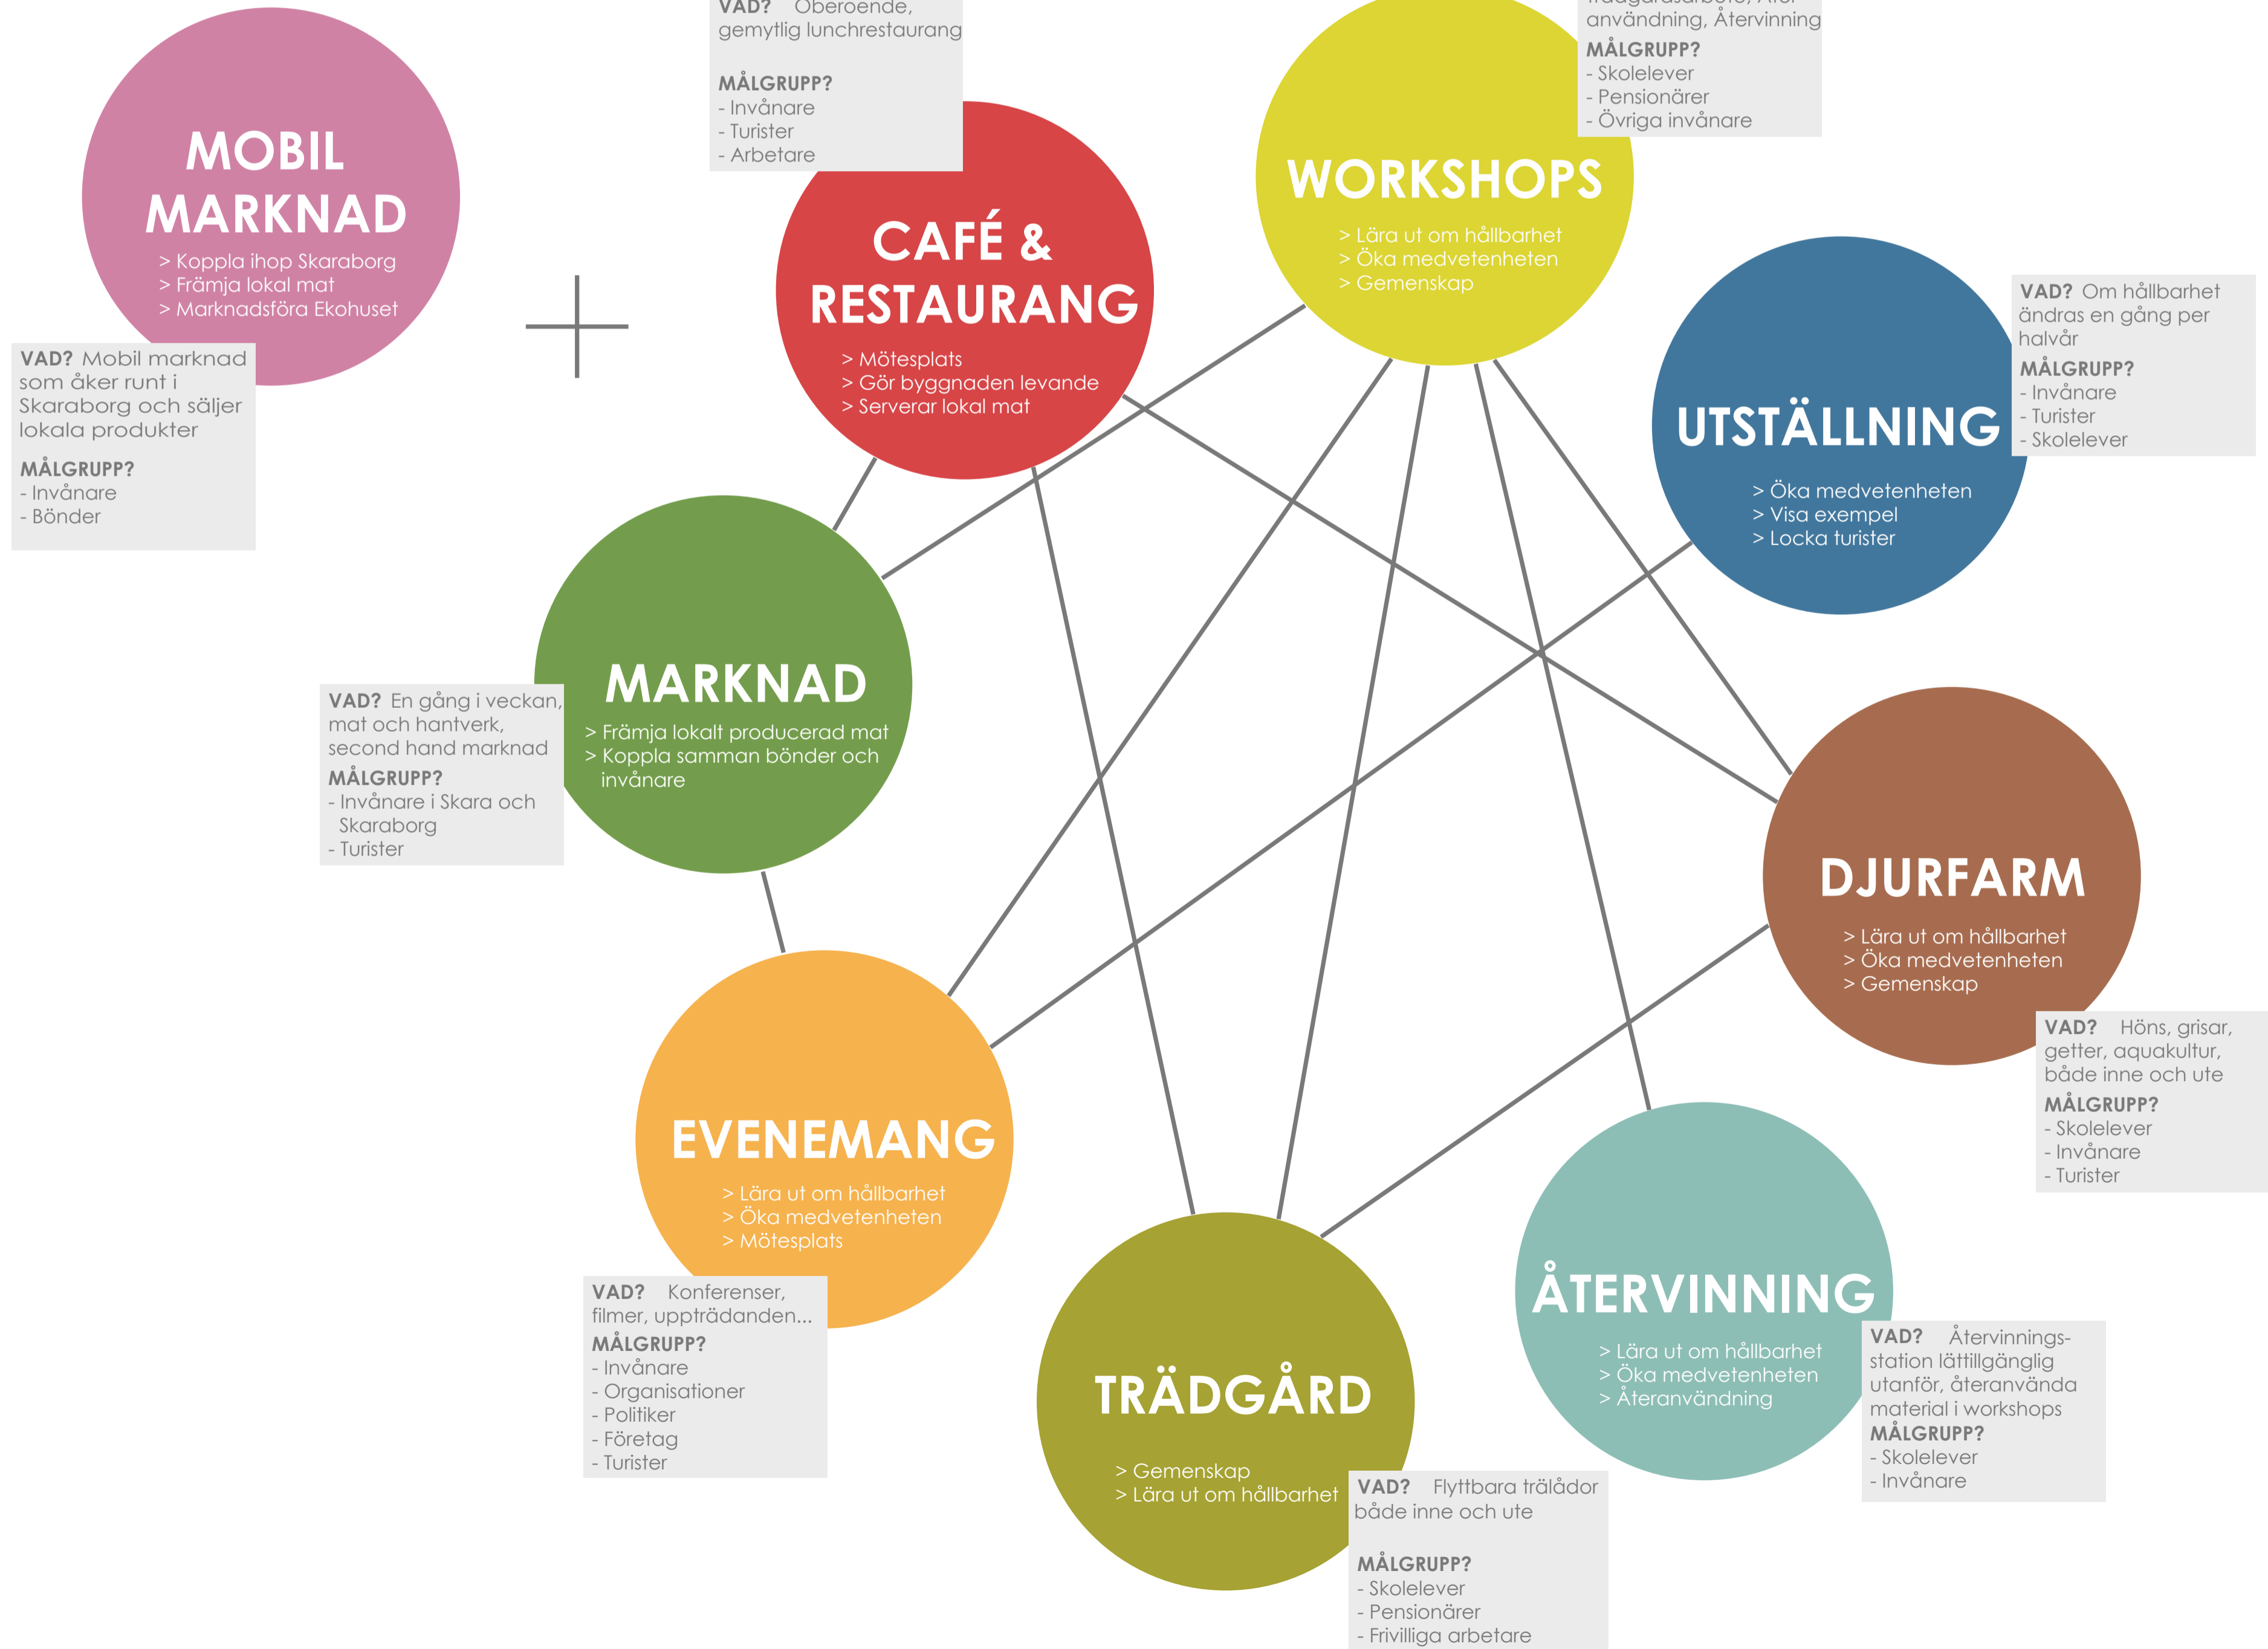 MOBIL
MARKNAD
> Koppla ihop Skaraborg
> Främja lokal mat
> Marknadsföra Ekohuset
VAD? Mobil marknad
som åker runt i
Skaraborg och säljer
lokala produkter
MÅLGRUPP?
- Invånare
- Bönder
VAD? Oberoende,
gemytlig lunchrestaurang
MÅLGRUPP?
- Invånare
- Turister
- Arbetare
CAFÉ &
RESTAURANG
> Mötesplats
> Gör byggnaden levande
> Serverar lokal mat
användning, Återvinning
MÅLGRUPP?
- Skolelever
- Pensionärer
- Övriga invånare
WORKSHOPS
> Lära ut om hållbarhet
> Öka medvetenheten
> Gemenskap
VAD? Om hållbarhet
ändras en gång per
halvår
MÅLGRUPP?
- Invånare
- Turister
- Skolelever
UTSTÄLLNING
> Öka medvetenheten
> Visa exempel
> Locka turister
MARKNAD
> Främja lokalt producerad mat
> Koppla samman bönder och
invånare
VAD? En gång i veckan,
mat och hantverk,
second hand marknad
MÅLGRUPP?
- Invånare i Skara och
Skaraborg
- Turister
DJURFARM
> Lära ut om hållbarhet
> Öka medvetenheten
> Gemenskap
VAD? Höns, grisar,
getter, aquakultur,
både inne och ute
MÅLGRUPP?
- Skolelever
- Invånare
- Turister
EVENEMANG
> Lära ut om hållbarhet
> Öka medvetenheten
> Mötesplats
VAD? Konferenser,
filmer, uppträdanden...
MÅLGRUPP?
- Invånare
- Organisationer
- Politiker
- Företag
- Turister
ÅTERVINNING
> Lära ut om hållbarhet
> Öka medvetenheten
> Återanvändning
VAD? Återvinnings-
station lättillgänglig
utanför, återanvända
material i workshops
MÅLGRUPP?
- Skolelever
- Invånare
TRÄDGÅRD
> Gemenskap
> Lära ut om hållbarhet
VAD? Flyttbara trälådor
både inne och ute
MÅLGRUPP?
- Skolelever
- Pensionärer
- Frivilliga arbetare